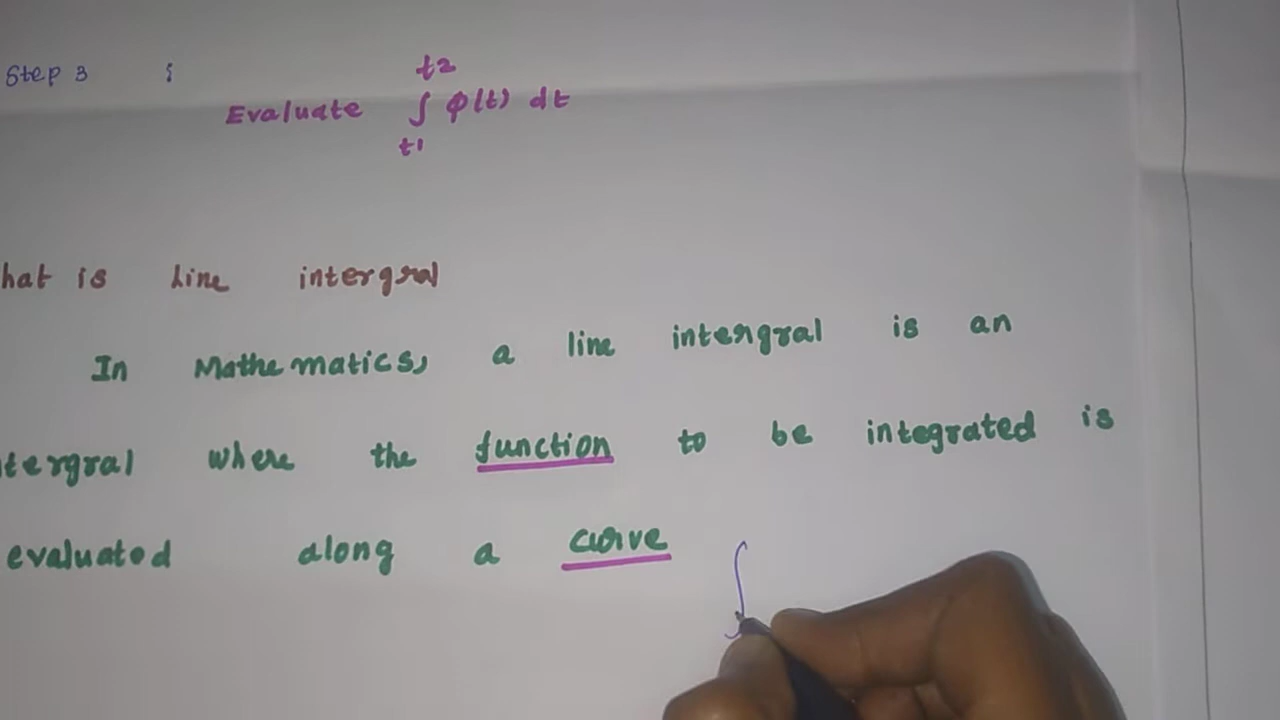 Step 3 :
t2
Evaluate ∫ φ(t) dt
t1
hat is line intergral
In Mathematics, a line intergral is an
tergral where the function to be integrated is
evaluated along a curve ∫